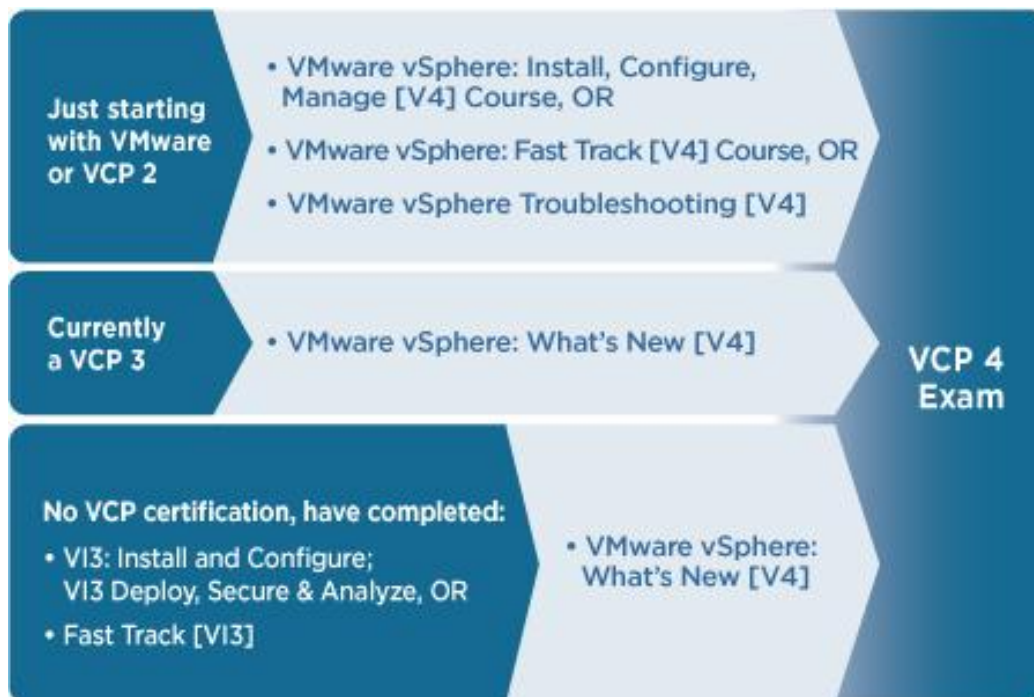 Just starting
with VMware
or VCP 2
• VMware vSphere: Install, Configure,
Manage [V4] Course, OR
• VMware vSphere: Fast Track [V4] Course, OR
• VMware vSphere Troubleshooting [V4]
Currently
a VCP 3
• VMware vSphere: What's New [V4]
No VCP certification, have completed:
• VI3: Install and Configure;
VI3 Deploy, Secure & Analyze, OR
• Fast Track [VI3]
• VMware vSphere:
What's New [V4]
VCP 4
Exam